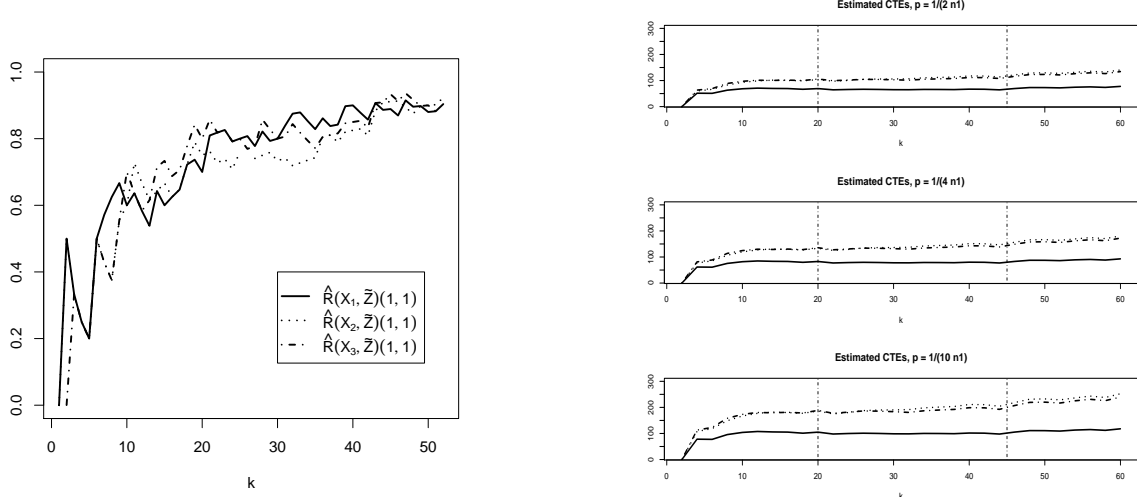 1.0
0.8
0.6
0.4
0.2
0.0
0 10 20 30 40 50
k
R̂(X₁, Z̃)(1, 1)
R̂(X₂, Z̃)(1, 1)
R̂(X₃, Z̃)(1, 1)
Estimated CTEs, p = 1/(2 n1)
300
200
100
0
0 10 20 30 40 50 60
k
Estimated CTEs, p = 1/(4 n1)
300
200
100
0
0 10 20 30 40 50 60
k
Estimated CTEs, p = 1/(10 n1)
300
200
100
0
0 10 20 30 40 50 60
k